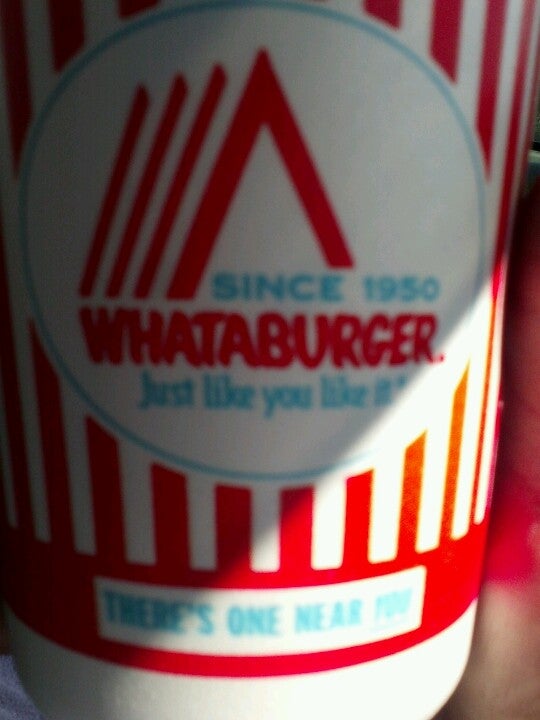 SINCE 1950
WHATABURGER.
Just like you like it!
THERE'S ONE NEAR YOU